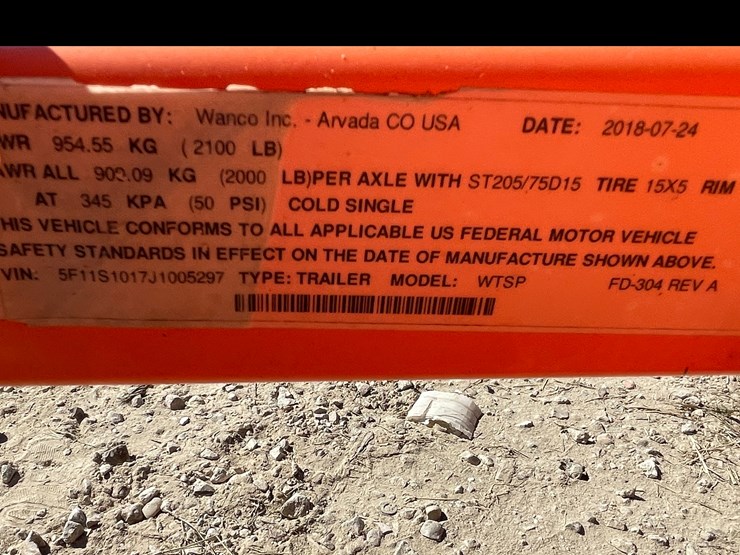 NUFACTURED BY: Wanco Inc. - Arvada CO USA DATE: 2018-07-24
WR 954.55 KG (2100 LB)
WR ALL 909.09 KG (2000 LB)PER AXLE WITH ST205/75D15 TIRE 15X5 RIM
AT 345 KPA (50 PSI) COLD SINGLE
HIS VEHICLE CONFORMS TO ALL APPLICABLE US FEDERAL MOTOR VEHICLE
SAFETY STANDARDS IN EFFECT ON THE DATE OF MANUFACTURE SHOWN ABOVE.
VIN: 5F11S1017J1005297 TYPE: TRAILER MODEL: WTSP FD-304 REV A